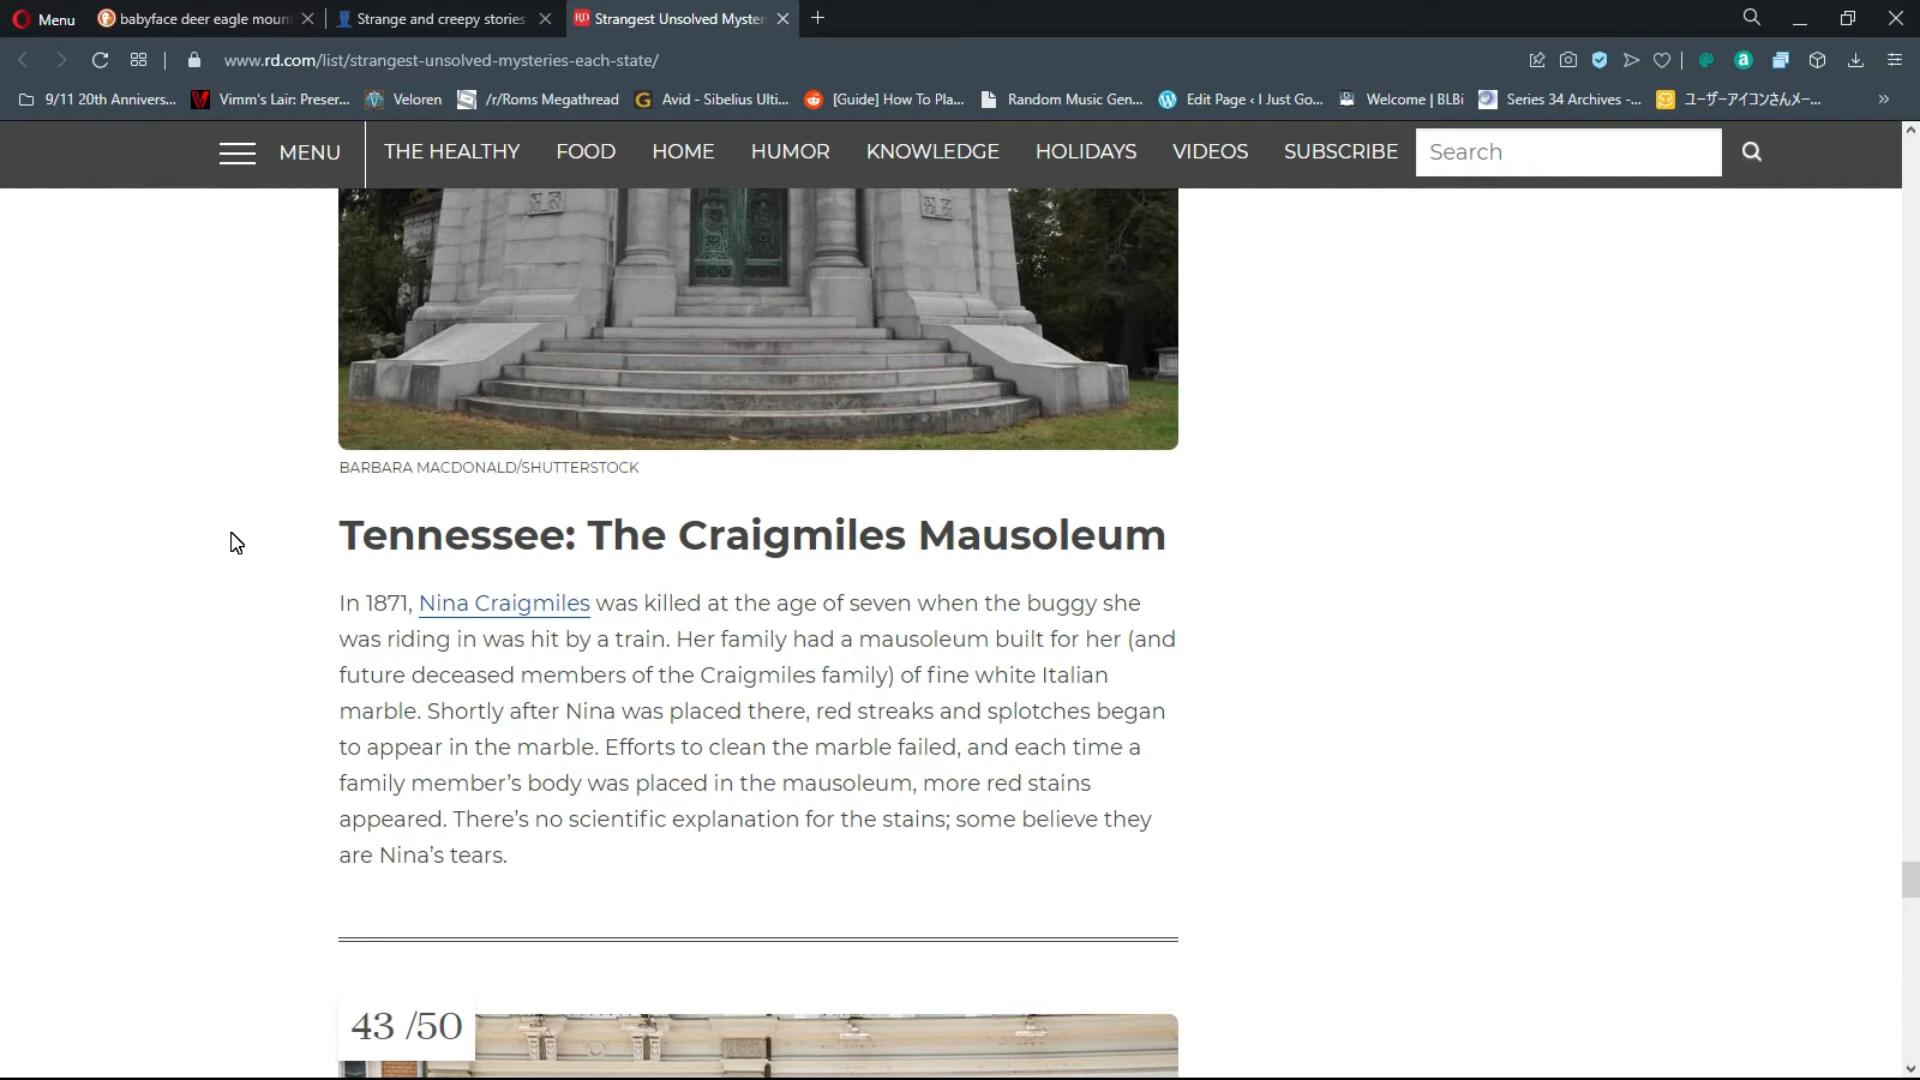 Menu
babyface deer eagle moun
Strange and creepy stories
RD Strangest Unsolved Myster
www.rd.com/list/strangest-unsolved-mysteries-each-state/
9/11 20th Annivers...
Vimm's Lair: Preser...
Veloren
/r/Roms Megathread
Avid - Sibelius Ulti...
[Guide] How To Pla...
Random Music Gen...
Edit Page ‹ I Just Go...
Welcome | BLBi
Series 34 Archives -...
ユーザーアイコンさんメー...
MENU
THE HEALTHY
FOOD
HOME
HUMOR
KNOWLEDGE
HOLIDAYS
VIDEOS
SUBSCRIBE
Search
BARBARA MACDONALD/SHUTTERSTOCK
Tennessee: The Craigmiles Mausoleum
In 1871, Nina Craigmiles was killed at the age of seven when the buggy she
was riding in was hit by a train. Her family had a mausoleum built for her (and
future deceased members of the Craigmiles family) of fine white Italian
marble. Shortly after Nina was placed there, red streaks and splotches began
to appear in the marble. Efforts to clean the marble failed, and each time a
family member’s body was placed in the mausoleum, more red stains
appeared. There’s no scientific explanation for the stains; some believe they
are Nina’s tears.
43 /50